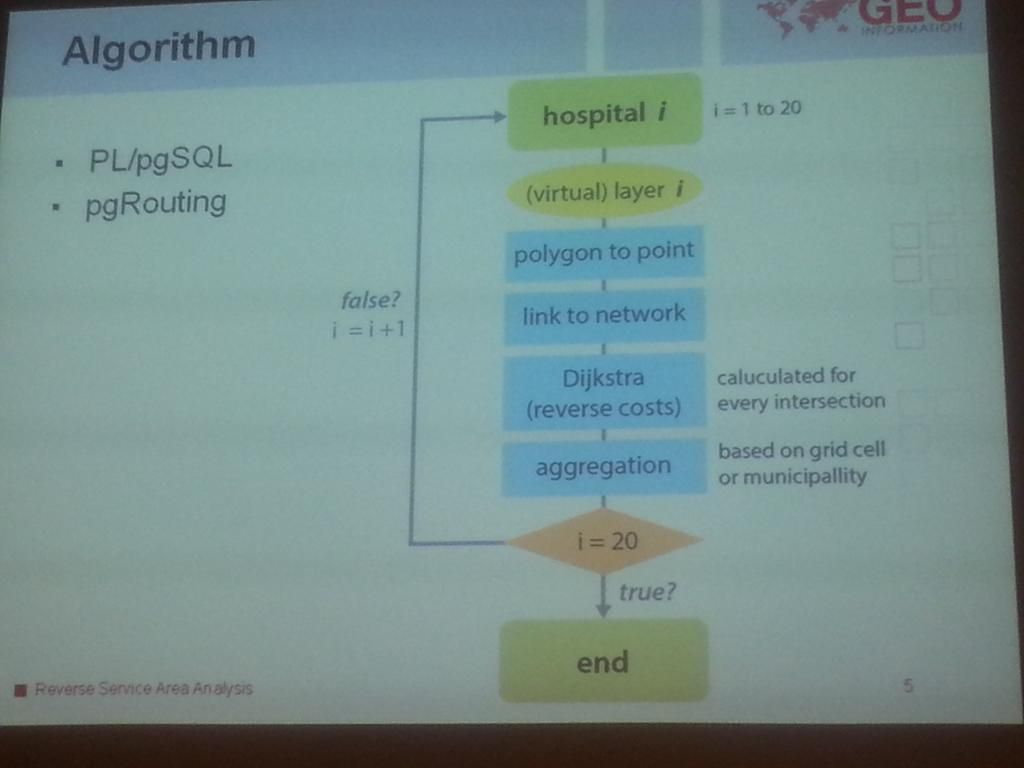 GEO
INFORMATION
Algorithm
▪ PL/pgSQL
▪ pgRouting
hospital i
i = 1 to 20
(virtual) layer i
polygon to point
link to network
Dijkstra
(reverse costs)
caluculated for
every intersection
aggregation
based on grid cell
or municipallity
i = 20
false?
i = i +1
true?
end
Reverse Service Area Analysis
5